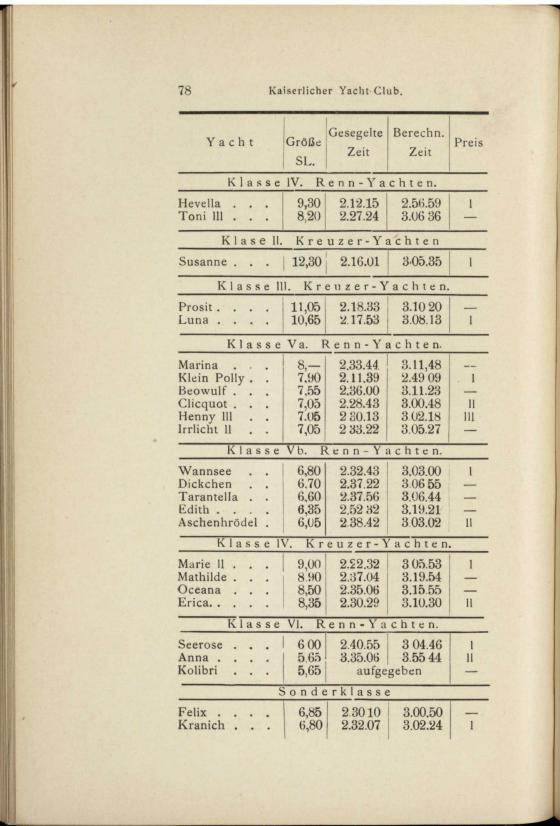 78 Kaiserlicher Yacht-Club.
Yacht Größe SL. Gesegelte Zeit Berechn. Zeit Preis
Klasse IV. Renn-Yachten.
Hevella . . . 9,30 2.12.15 2.56.59 I
Toni III . . . 8,20 2.27.24 3.06 36 —
Klase II. Kreuzer-Yachten
Susanne . . . 12,30 2.16.01 3·05.35 I
Klasse III. Kreuzer-Yachten.
Prosit . . . . 11,05 2.18.33 3.10 20 —
Luna . . . . 10,65 2.17.53 3.08.13 I
Klasse Va. Renn-Yachten.
Marina . . . 8,— 2,33.44 3.11,48 —
Klein Polly . . 7,90 2.11.39 2.49 09 I
Beowulf . . . 7,55 2.36.00 3.11.23 —
Clicquot . . . 7,05 2.28.43 3.00.48 II
Henny III . . 7.05 2 30.13 3 02.18 III
Irrlicht II . . 7,05 2 33.22 3.05.27 —
Klasse Vb. Renn-Yachten.
Wannsee . . 6,80 2.32.43 3,03.00 I
Dickchen . . 6.70 2.37.22 3.06 55 —
Tarantella . . 6,60 2.37.56 3.06.44 —
Edith . . . . 6,35 2,52 32 3,19.21 —
Aschenhrödel . 6,05 2.38.42 3 03.02 II
Klasse IV. Kreuzer-Yachten.
Marie II . . . 9,00 2.22.32 3 05.53 I
Mathilde . . . 8.90 2.37.04 3.19.54 —
Oceana . . . 8,50 2.35.06 3.15.55 —
Erica. . . . . 8,35 2.30.29 3.10.30 II
Klasse VI. Renn-Yachten.
Seerose . . . 6 00 2.40.55 3 04.46 I
Anna . . . . 5,65 3.35.06 3.55 44 II
Kolibri . . . 5,65 aufgegeben —
Sonderklasse
Felix . . . . 6,85 2.30 10 3.00.50 —
Kranich . . . 6,80 2.32.07 3.02.24 I